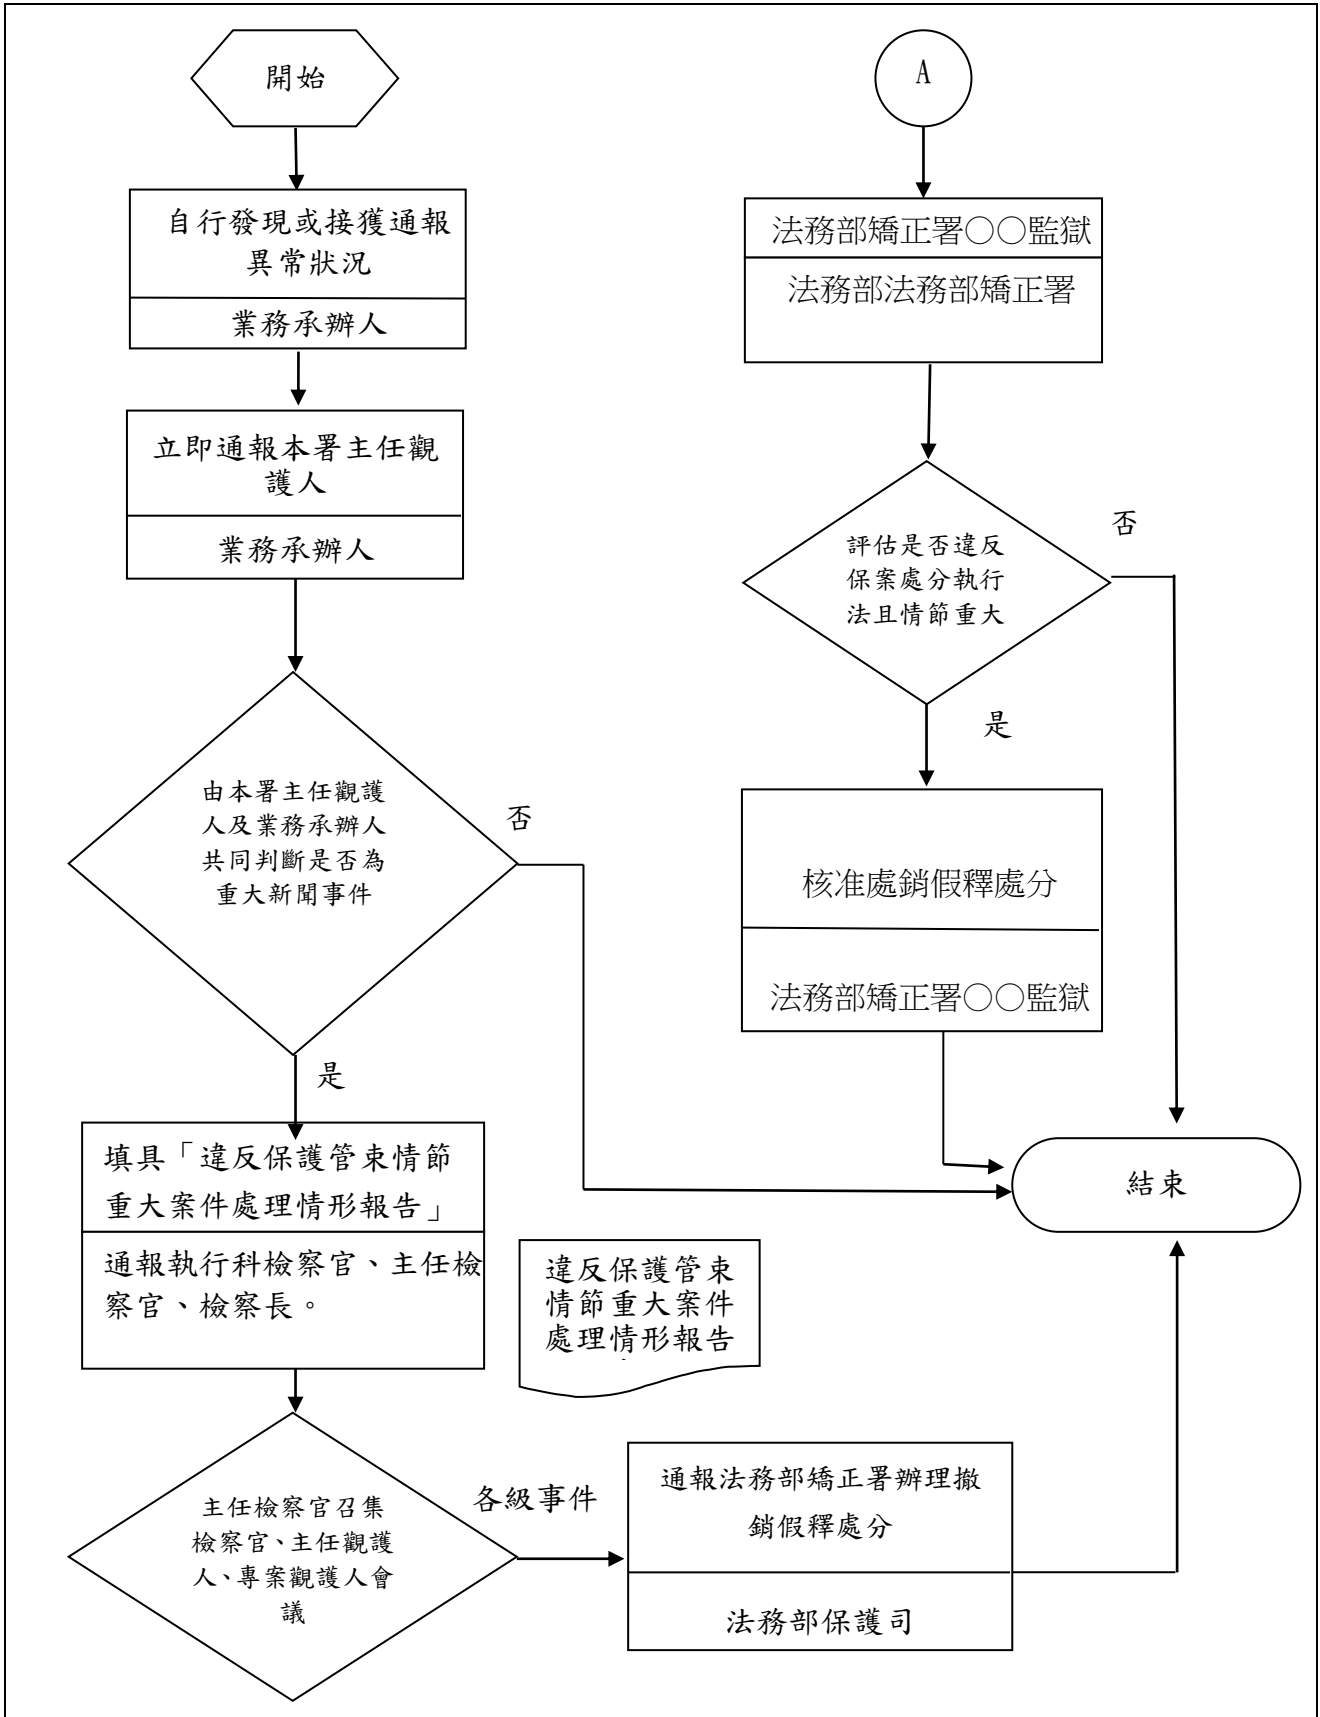 開始
自行發現或接獲通報
異常狀況
業務承辦人
立即通報本署主任觀
護人
業務承辦人
由本署主任觀護
人及業務承辦人
共同判斷是否為
重大新聞事件
否
是
填具「違反保護管束情節
重大案件處理情形報告」
通報執行科檢察官、主任檢
察官、檢察長。
違反保護管束
情節重大案件
處理情形報告
主任檢察官召集
檢察官、主任觀護
人、專案觀護人會
議
各級事件
通報法務部矯正署辦理撤
銷假釋處分
法務部保護司
A
法務部矯正署○○監獄
法務部法務部矯正署
評估是否違反
保案處分執行
法且情節重大
否
是
核准處銷假釋處分
法務部矯正署○○監獄
結束